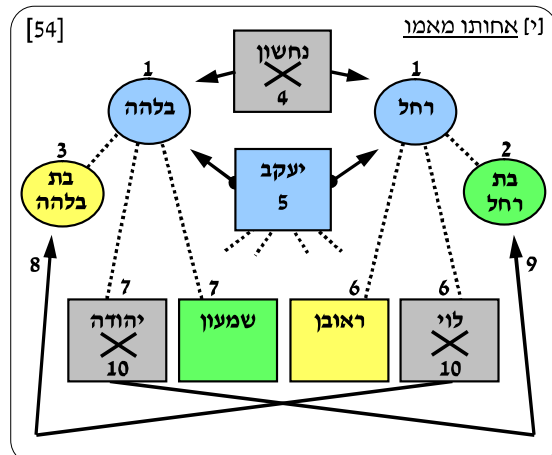 [י] אחותו מאמו
[54]
נחשון
4
1
רחל
1
בלהה
יעקב
5
2
בת
רחל
3
בת
בלהה
9
8
6
לוי
10
6
ראובן
7
שמעון
7
יהודה
10